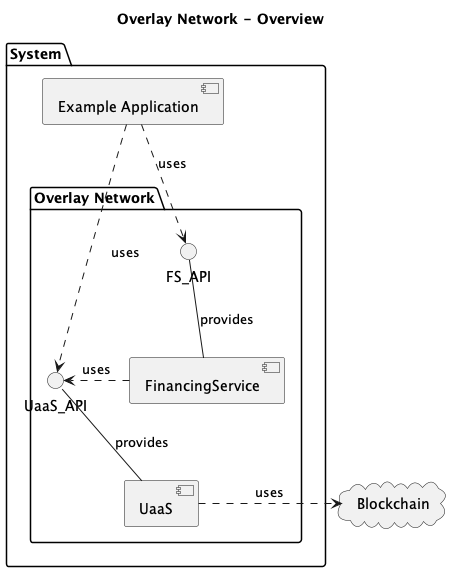 Overlay Network - Overview
System
Example Application
uses
Overlay Network
uses
FS_API
provides
uses
FinancingService
UaaS_API
provides
uses
UaaS
Blockchain